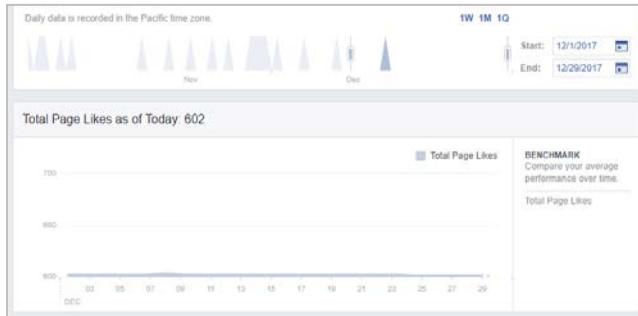 Daily data is recorded in the Pacific time zone.
1W 1M 1Q
Start: 12/1/2017
End: 12/29/2017
Nov
Dec
Total Page Likes as of Today: 602
Total Page Likes
BENCHMARK
Compare your average
performance over time.
Total Page Likes
700
650
600
03 05 07 09 11 13 15 17 19 21 23 25 27 29
DEC